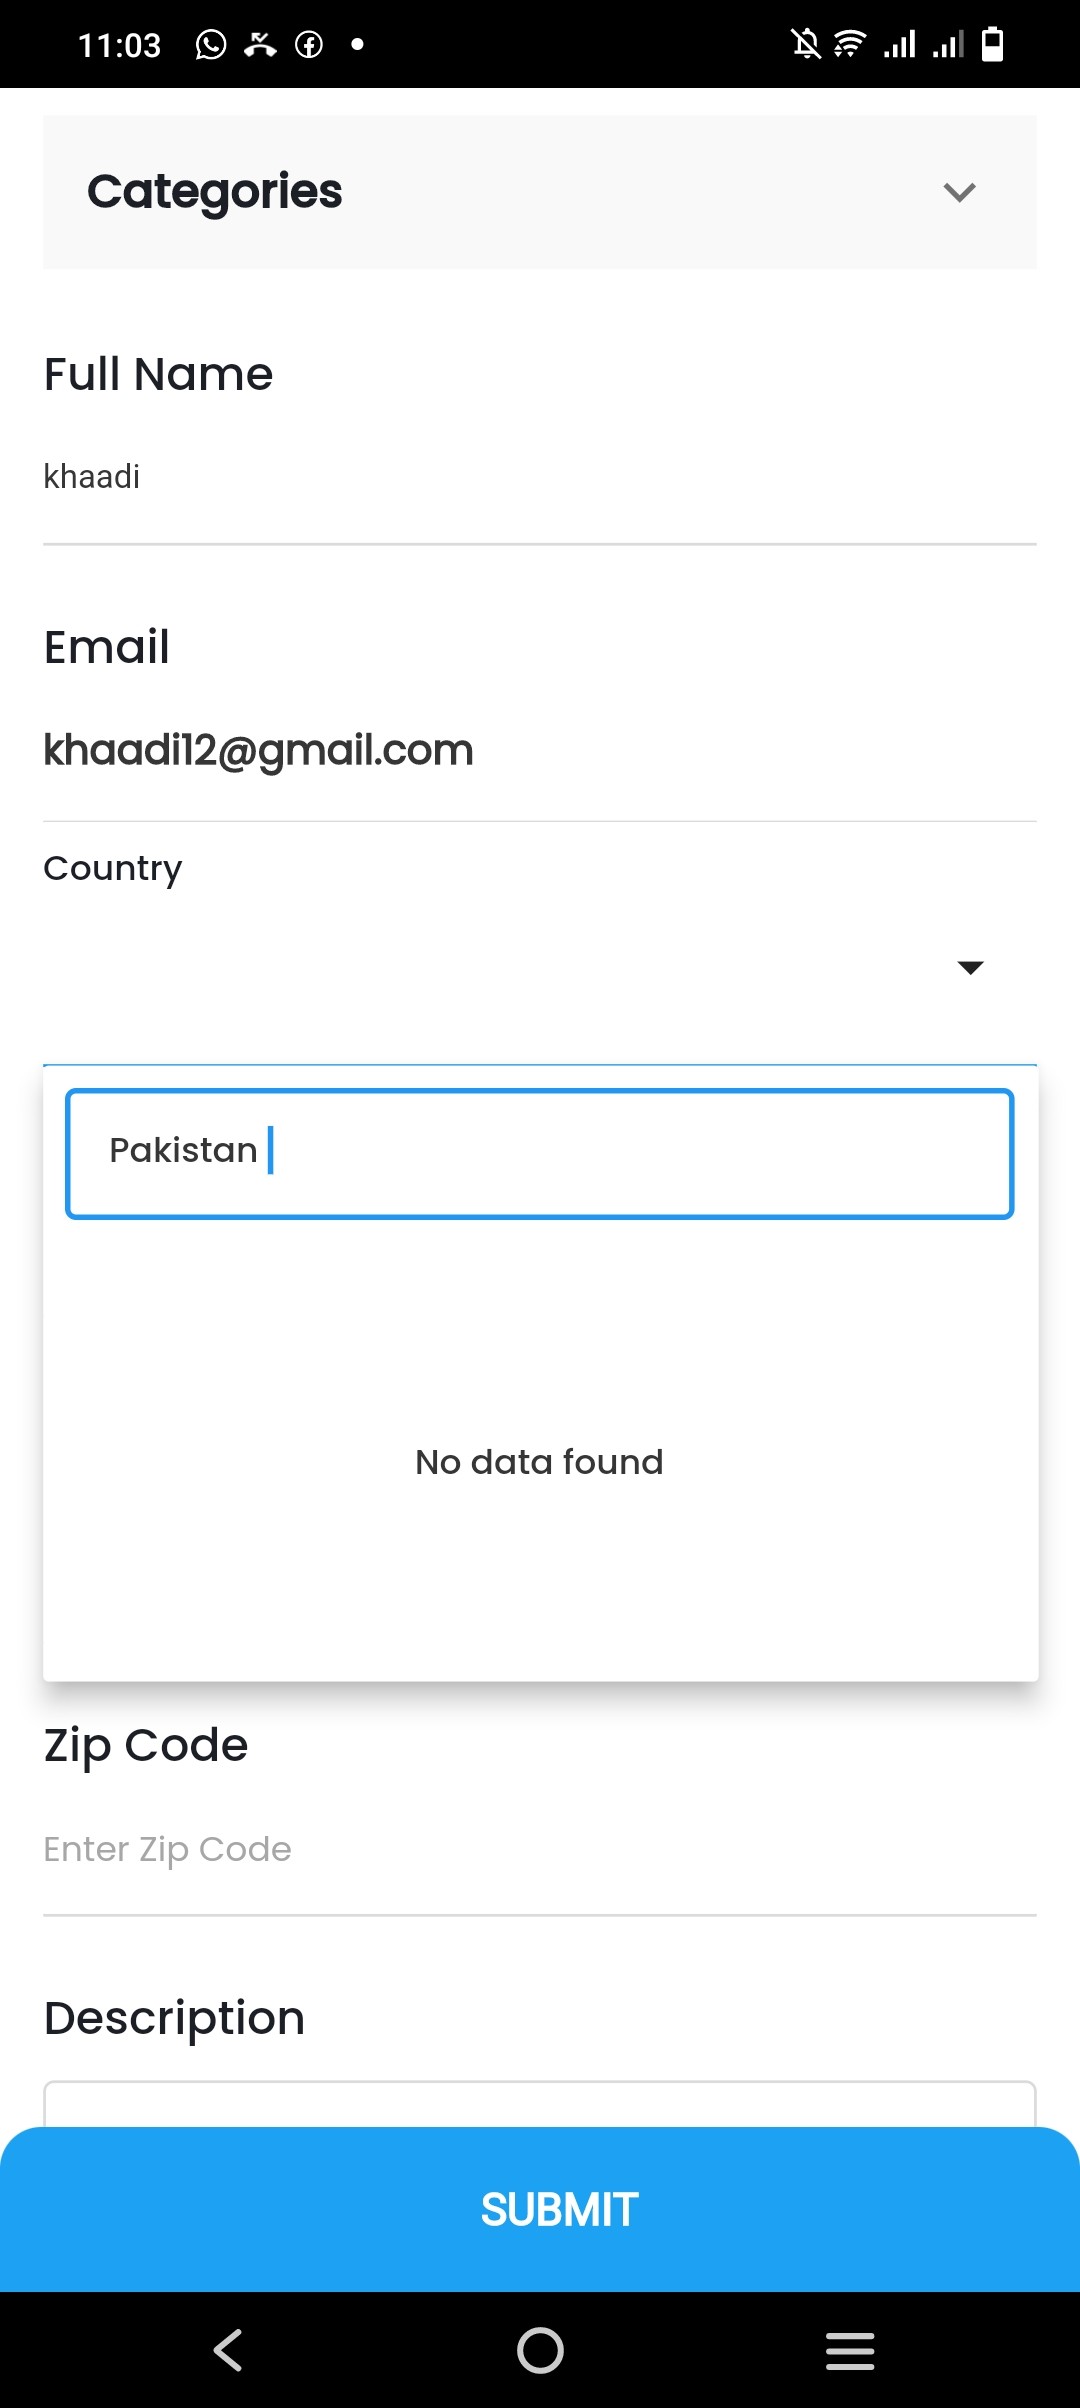 11:03
Categories
Full Name
khaadi
Email
khaadi12@gmail.com
Country
Pakistan
No data found
Zip Code
Enter Zip Code
Description
SUBMIT